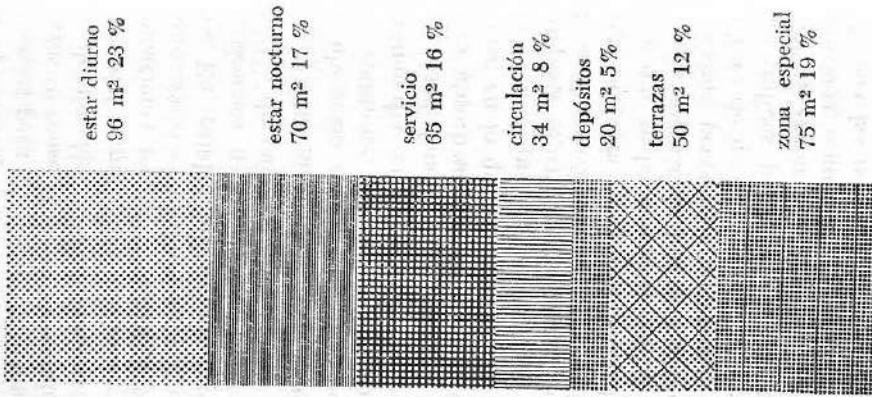 estar diurno
96 m² 23 %
estar nocturno
70 m² 17 %
servicio
65 m² 16 %
circulación
34 m² 8 %
depósitos
20 m² 5%
terrazas
50 m² 12 %
zona especial
75 m² 19 %